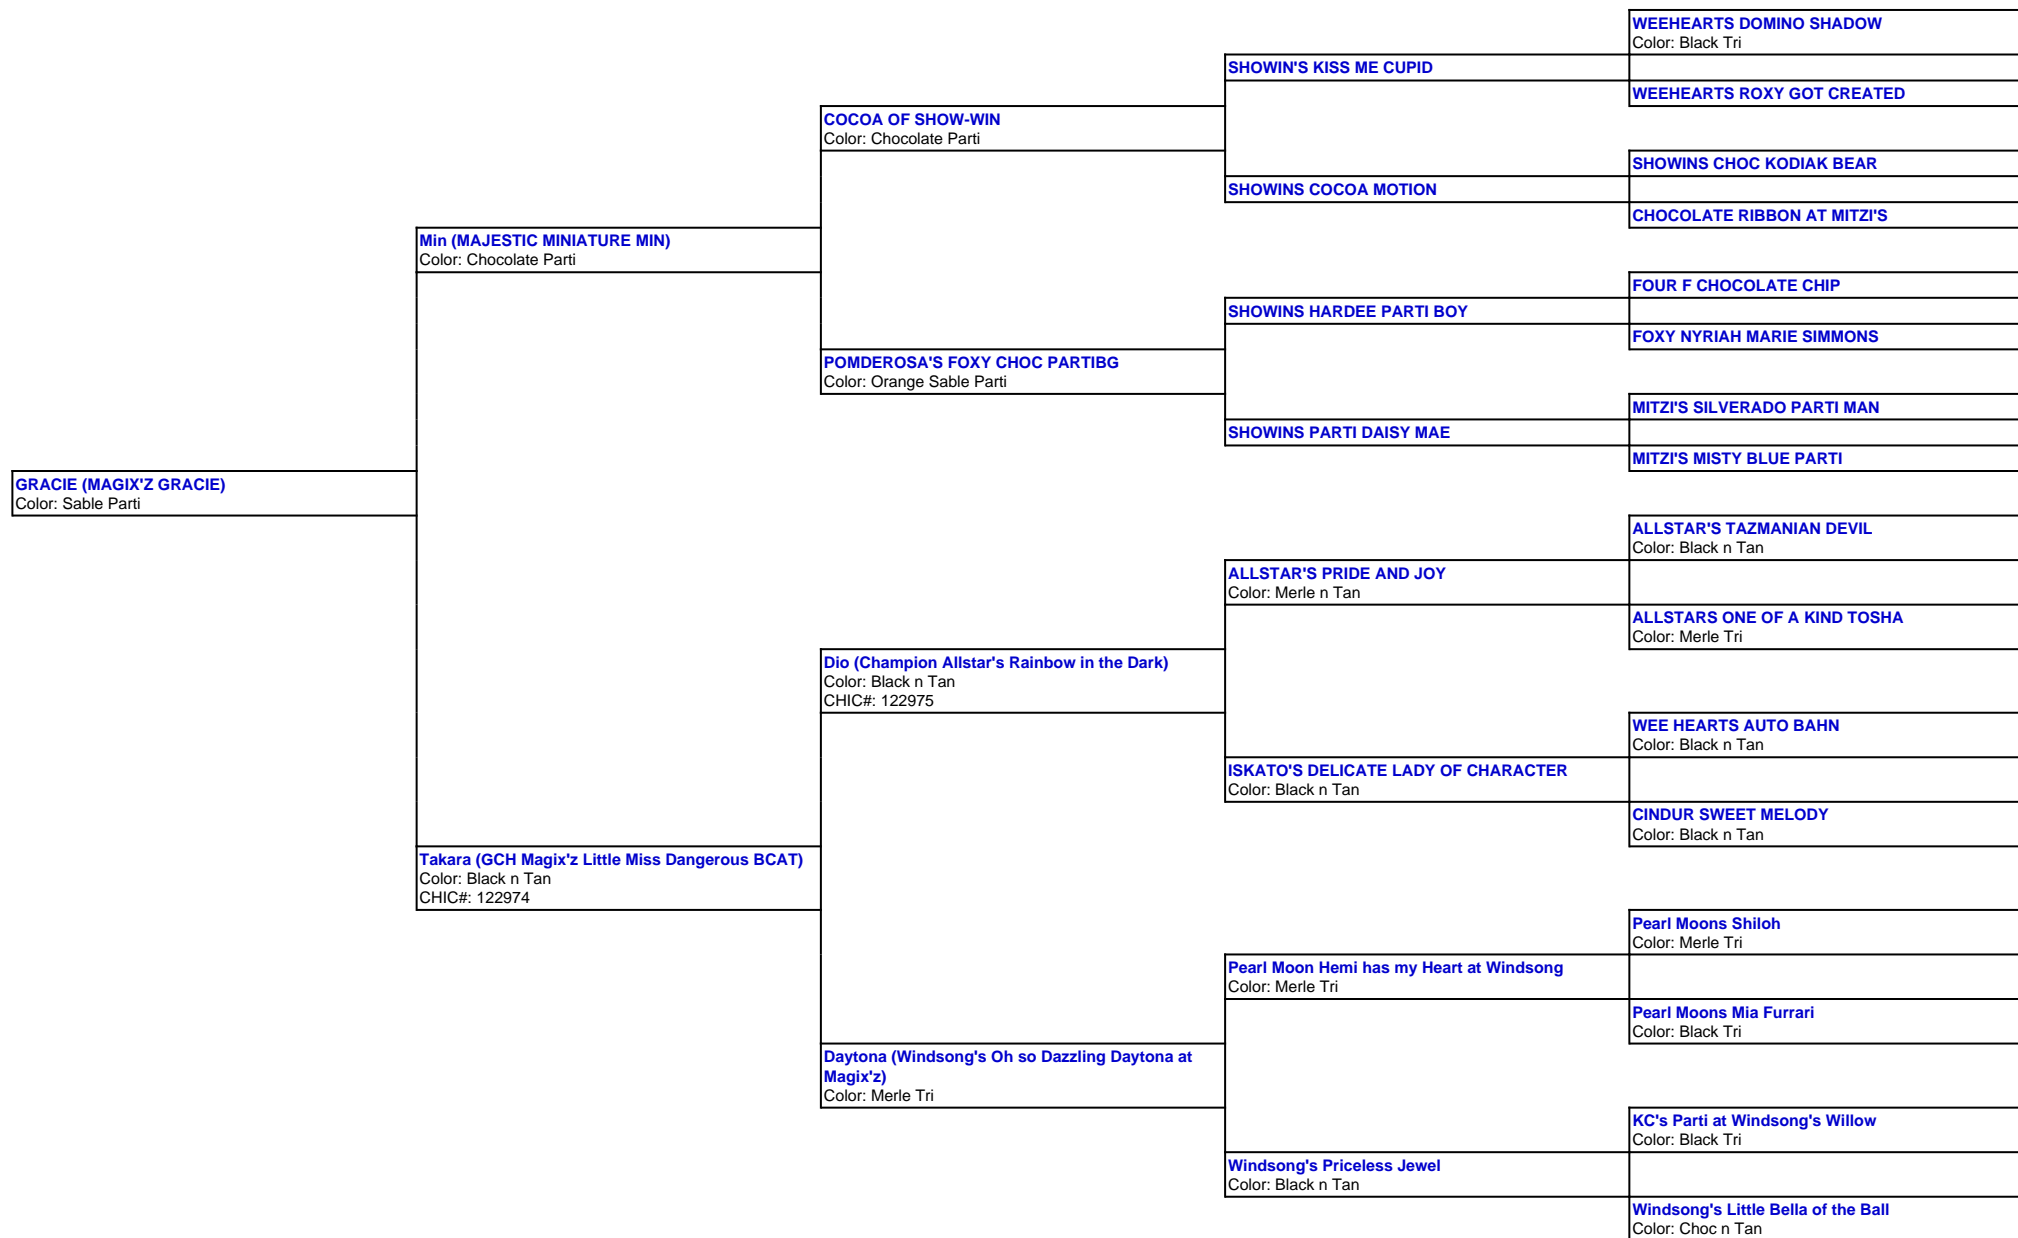 WEEHEARTS DOMINO SHADOW
Color: Black Tri
SHOWIN'S KISS ME CUPID
WEEHEARTS ROXY GOT CREATED
COCOA OF SHOW-WIN
Color: Chocolate Parti
SHOWINS CHOC KODIAK BEAR
SHOWINS COCOA MOTION
CHOCOLATE RIBBON AT MITZI'S
Min (MAJESTIC MINIATURE MIN)
Color: Chocolate Parti
FOUR F CHOCOLATE CHIP
SHOWINS HARDEE PARTI BOY
FOXY NYRIAH MARIE SIMMONS
POMDEROSA'S FOXY CHOC PARTIBG
Color: Orange Sable Parti
MITZI'S SILVERADO PARTI MAN
SHOWINS PARTI DAISY MAE
MITZI'S MISTY BLUE PARTI
GRACIE (MAGIX'Z GRACIE)
Color: Sable Parti
ALLSTAR'S TAZMANIAN DEVIL
Color: Black n Tan
ALLSTAR'S PRIDE AND JOY
Color: Merle n Tan
ALLSTARS ONE OF A KIND TOSHA
Color: Merle Tri
Dio (Champion Allstar's Rainbow in the Dark)
Color: Black n Tan
CHIC#: 122975
WEE HEARTS AUTO BAHN
Color: Black n Tan
ISKATO'S DELICATE LADY OF CHARACTER
Color: Black n Tan
CINDUR SWEET MELODY
Color: Black n Tan
Takara (GCH Magix'z Little Miss Dangerous BCAT)
Color: Black n Tan
CHIC#: 122974
Pearl Moons Shiloh
Color: Merle Tri
Pearl Moon Hemi has my Heart at Windsong
Color: Merle Tri
Pearl Moons Mia Furrari
Color: Black Tri
Daytona (Windsong's Oh so Dazzling Daytona at
Magix'z)
Color: Merle Tri
KC's Parti at Windsong's Willow
Color: Black Tri
Windsong's Priceless Jewel
Color: Black n Tan
Windsong's Little Bella of the Ball
Color: Choc n Tan